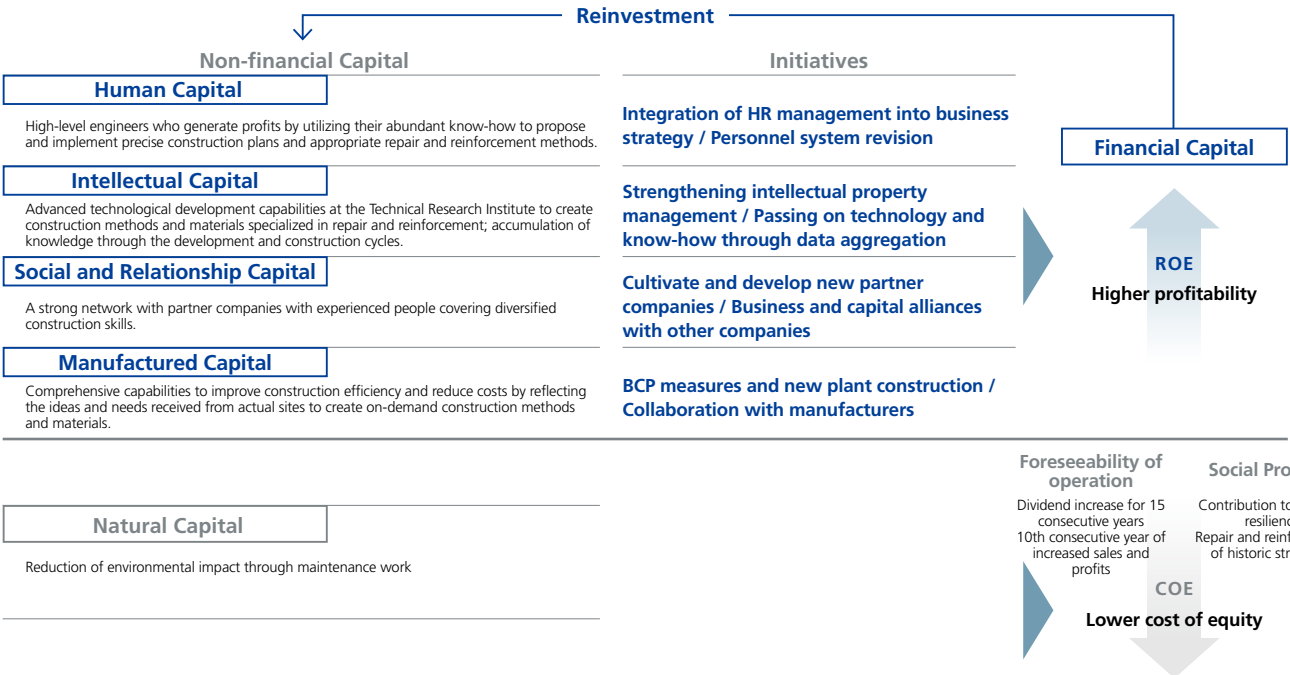 Reinvestment
Non-financial Capital
Initiatives
Human Capital
High-level engineers who generate profits by utilizing their abundant know-how to propose
and implement precise construction plans and appropriate repair and reinforcement methods.
Integration of HR management into business
strategy / Personnel system revision
Intellectual Capital
Advanced technological development capabilities at the Technical Research Institute to create
construction methods and materials specialized in repair and reinforcement; accumulation of
knowledge through the development and construction cycles.
Strengthening intellectual property
management / Passing on technology and
know-how through data aggregation
Social and Relationship Capital
A strong network with partner companies with experienced people covering diversified
construction skills.
Cultivate and develop new partner
companies / Business and capital alliances
with other companies
Manufactured Capital
Comprehensive capabilities to improve construction efficiency and reduce costs by reflecting
the ideas and needs received from actual sites to create on-demand construction methods
and materials.
BCP measures and new plant construction /
Collaboration with manufacturers
Financial Capital
ROE
Higher profitability
Natural Capital
Reduction of environmental impact through maintenance work
Foreseeability of
operation
Dividend increase for 15
consecutive years
10th consecutive year of
increased sales and
profits
Social
Contribution
Repair and
of historic
COE
Lower cost of equity